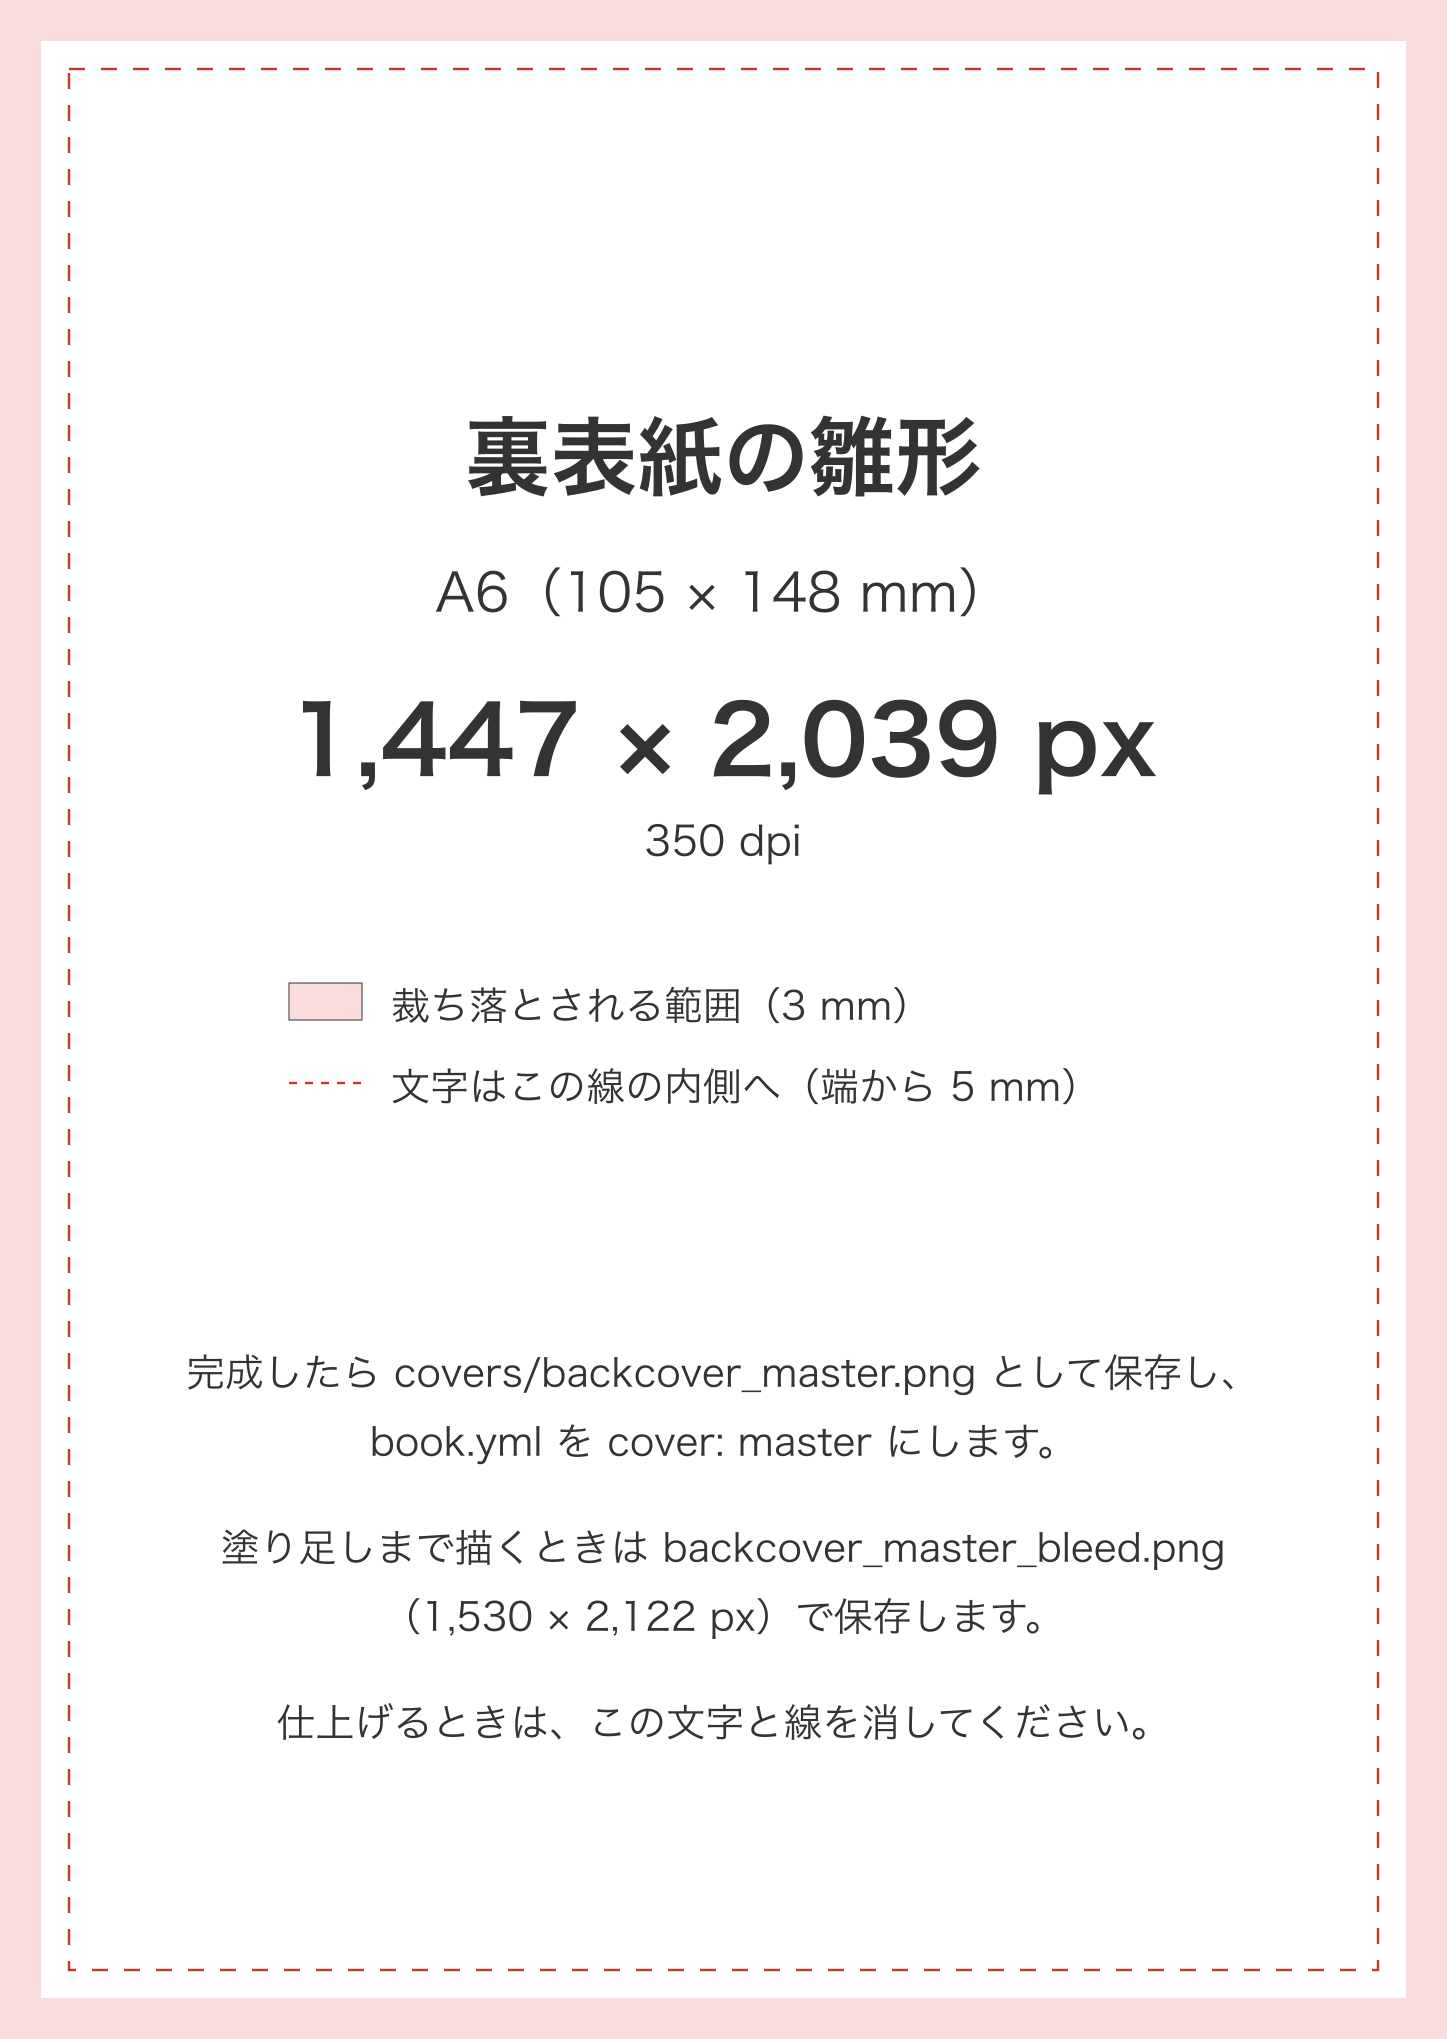 裏表紙の雛形
A6（105 × 148 mm）
1,447 × 2,039 px
350 dpi
裁ち落とされる範囲（3 mm）
文字はこの線の内側へ（端から 5 mm）
完成したら covers/backcover_master.png として保存し、
book.yml を cover: master にします。
塗り足しまで描くときは backcover_master_bleed.png
（1,530 × 2,122 px）で保存します。
仕上げるときは、この文字と線を消してください。